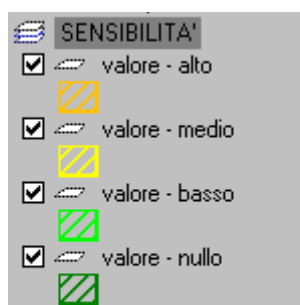 SENSIBILITA'
valore - alto
valore - medio
valore - basso
valore - nullo